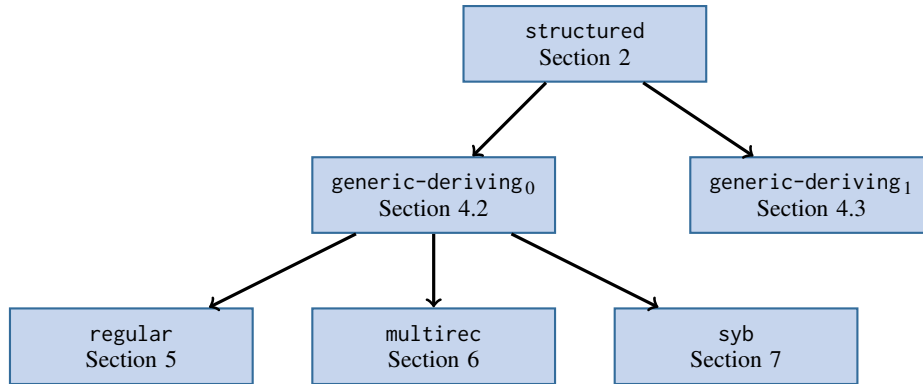 structured
Section 2
generic-deriving₀
Section 4.2
generic-deriving₁
Section 4.3
regular
Section 5
multirec
Section 6
syb
Section 7